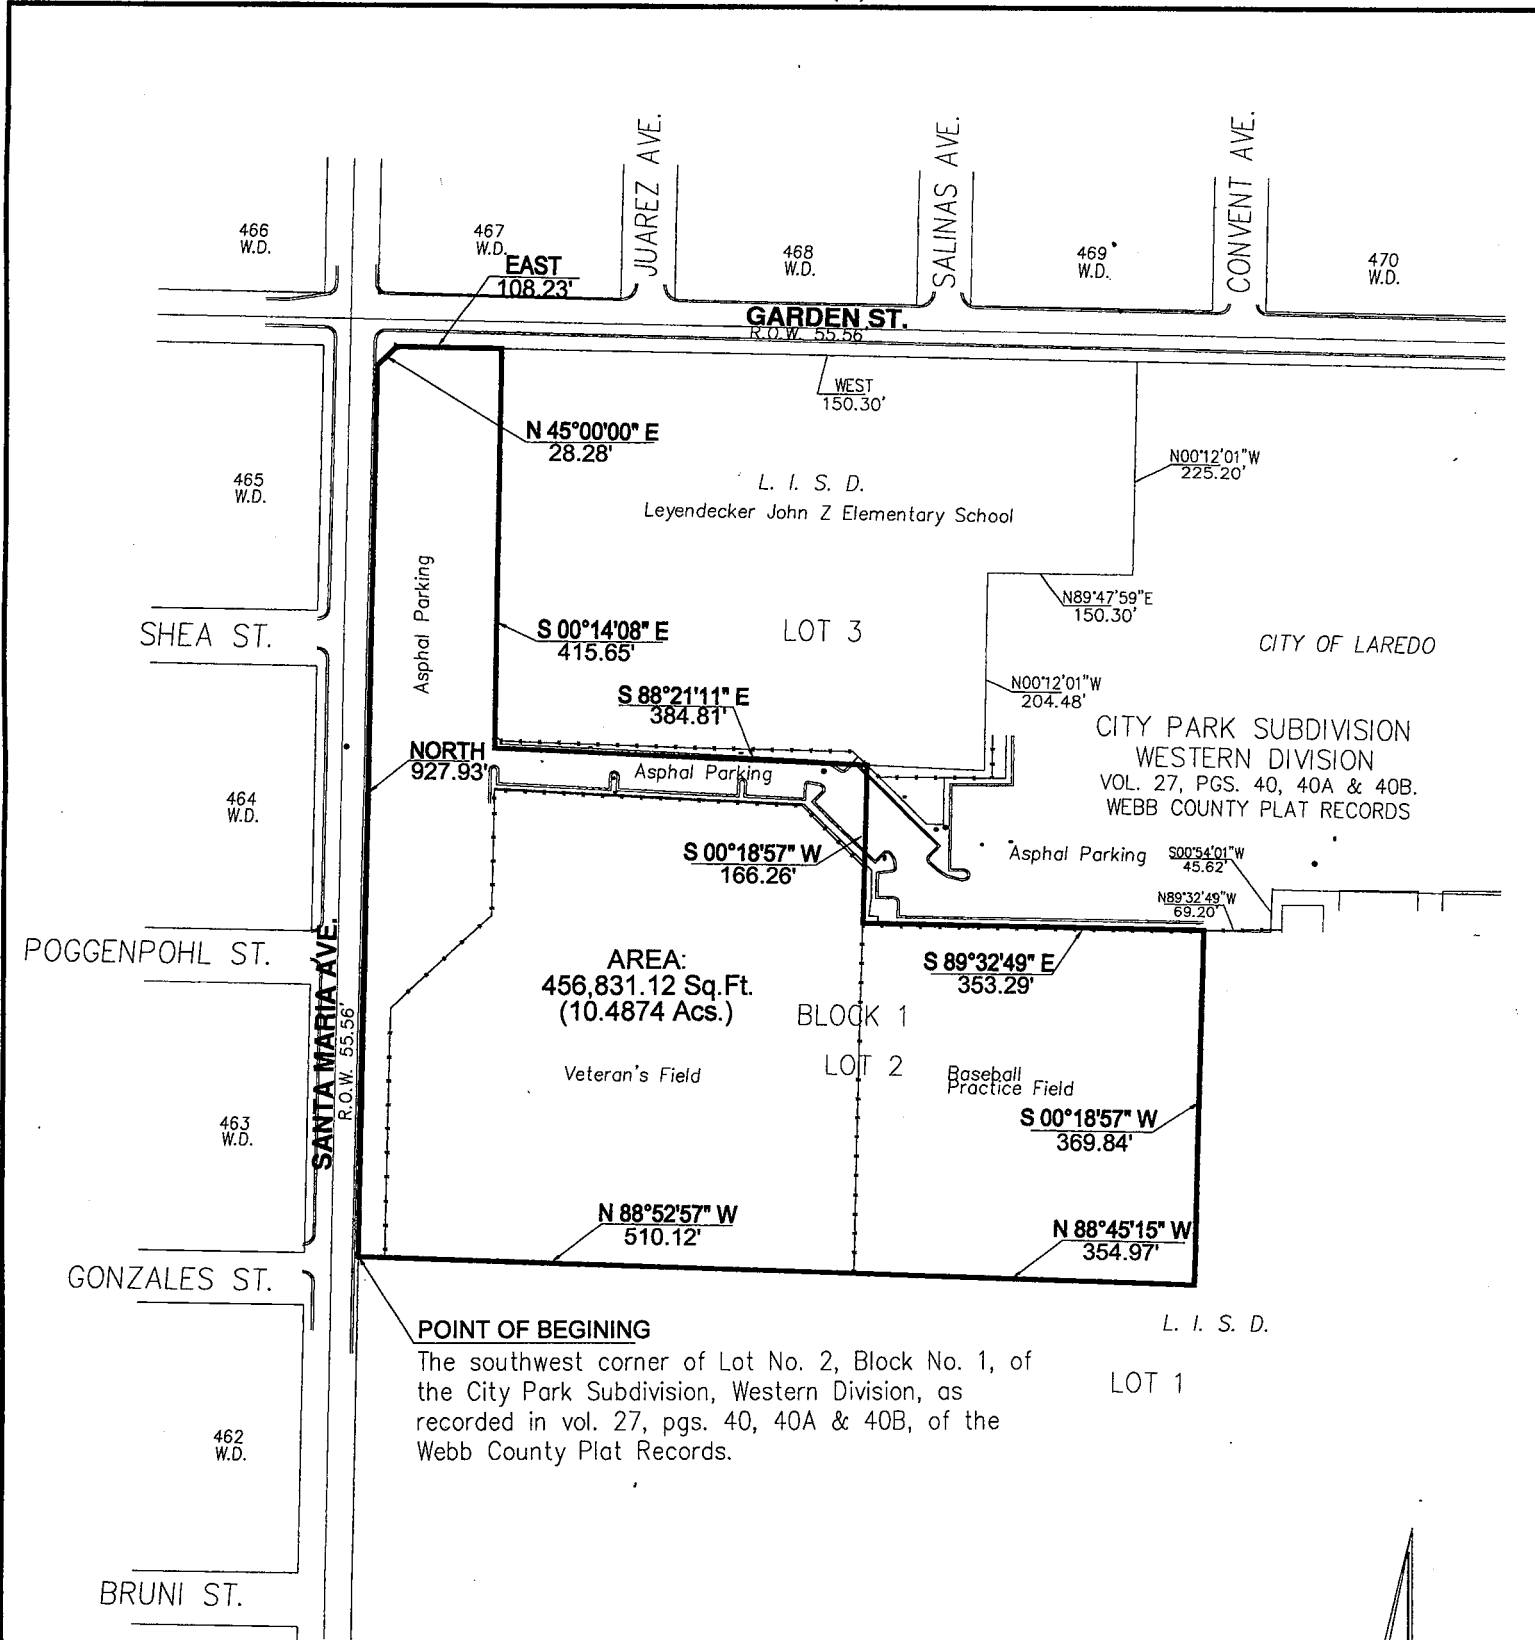 JUAREZ AVE.
SALINAS AVE.
CONVENT AVE.
466
W.D.
467
W.D.
468
W.D.
469
W.D.
470
W.D.
EAST
108.23'
GARDEN ST.
R.O.W. 55.56
WEST
150.30'
N 45°00'00" E
28.28'
N00°12'01"W
225.20'
465
W.D.
L. I. S. D.
Leyendecker John Z Elementary School
Asphal Parking
N89°47'59"E
150.30'
SHEA ST.
S 00°14'08" E
415.65'
LOT 3
CITY OF LAREDO
S 88°21'11" E
384.81'
N00°12'01"W
204.48'
CITY PARK SUBDIVISION
WESTERN DIVISION
VOL. 27, PGS. 40, 40A & 40B.
WEBB COUNTY PLAT RECORDS
NORTH
927.93'
Asphal Parking
464
W.D.
S 00°18'57" W
166.26'
Asphal Parking
S00°54'01"W
45.62'
N89°32'49"W
69.20'
POGGENPOHL ST.
SANTA MARIA AVE.
R.O.W. 55.56'
AREA:
456,831.12 Sq.Ft.
(10.4874 Acs.)
S 89°32'49" E
353.29'
BLOCK 1
LOT 2
Veteran's Field
Baseball
Practice Field
463
W.D.
S 00°18'57" W
369.84'
N 88°52'57" W
510.12'
N 88°45'15" W
354.97'
GONZALES ST.
POINT OF BEGINING
The southwest corner of Lot No. 2, Block No. 1, of
the City Park Subdivision, Western Division, as
recorded in vol. 27, pgs. 40, 40A & 40B, of the
Webb County Plat Records.
L. I. S. D.
LOT 1
462
W.D.
BRUNI ST.